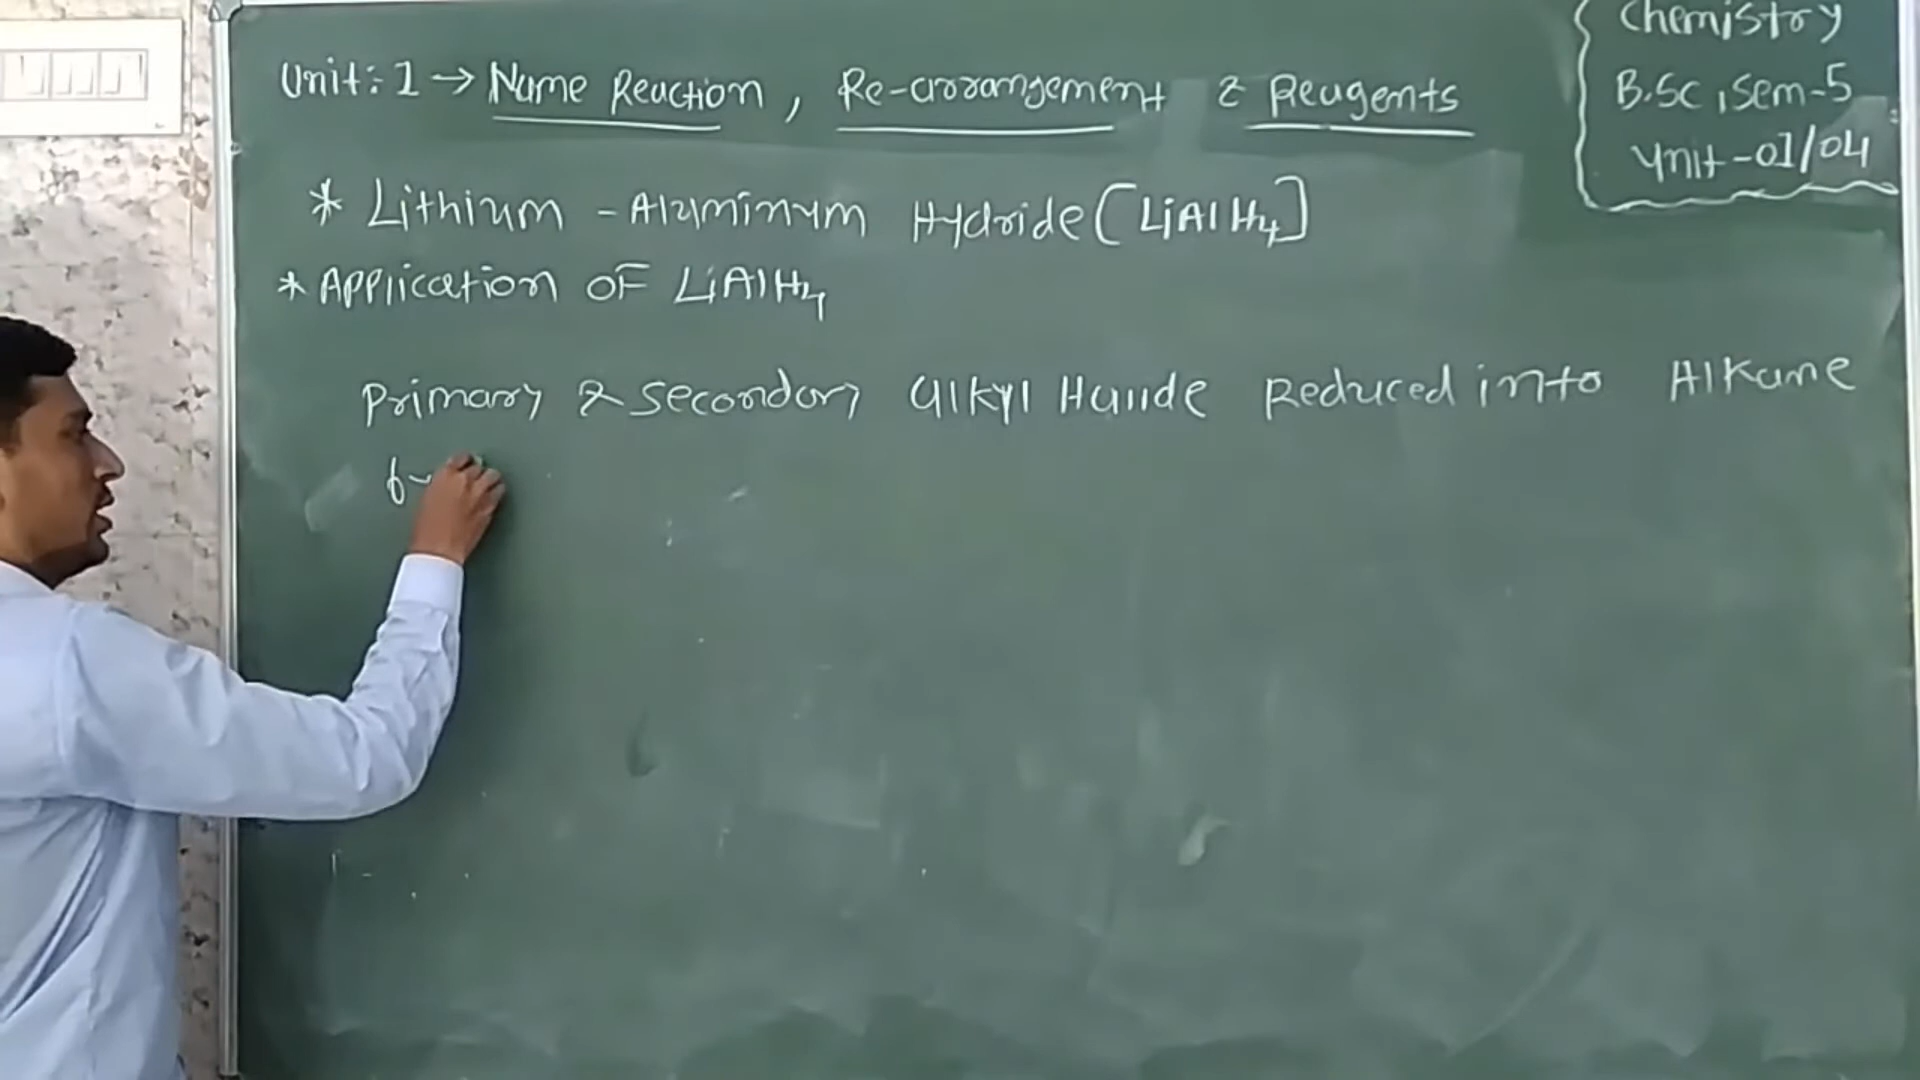 Unit:1 → Name Reaction, Re-arrangement & Reagents
* Lithium - Aluminium Hydride [LiAlH4]
* Application OF LiAlH4
Primary & secondary alkyl Halide Reduced into Alkane
by
Chemistry
B.Sc, Sem-5
Unit-01/04